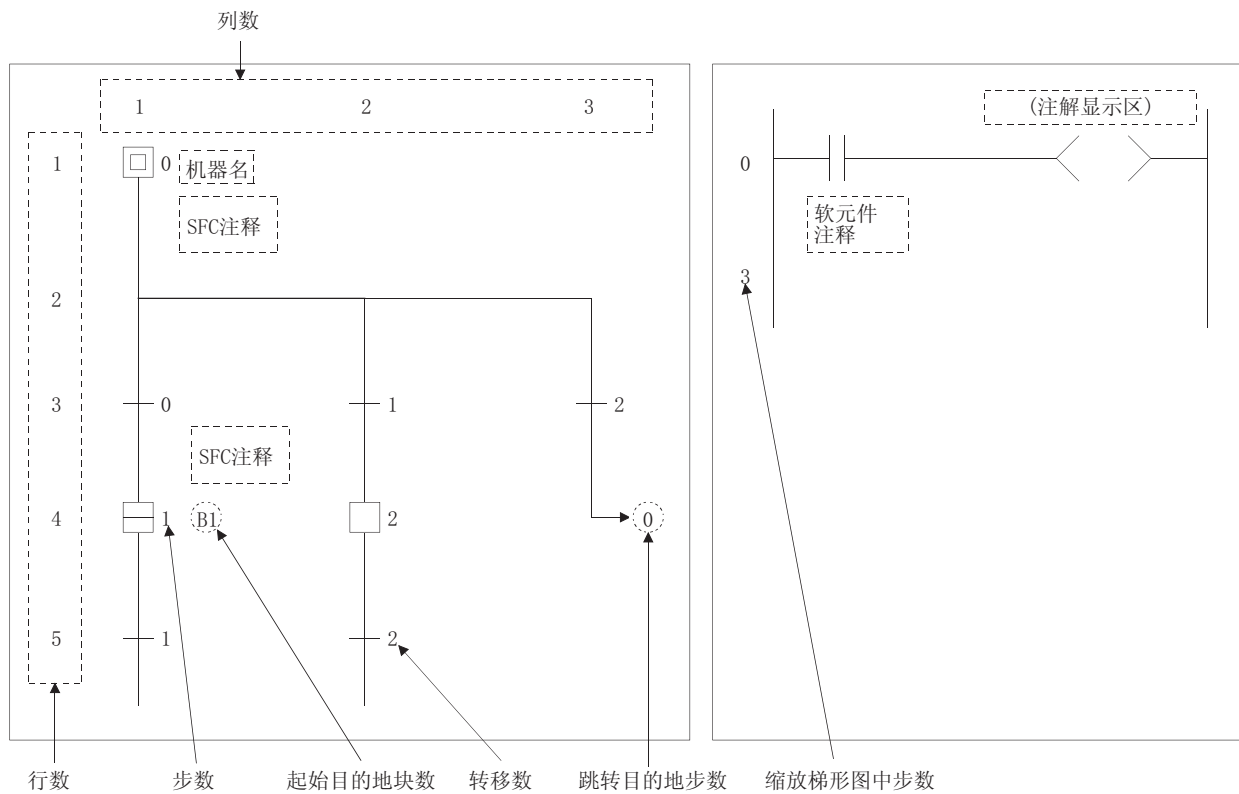 列数
1 2 3
1 0 机器名
SFC注释
2
3 0 1 2
SFC注释
4 1 B1 2 0
5 1 2
行数 步数 起始目的地块数 转移数 跳转目的地步数
(注解显示区)
0
软元件
注释
3
缩放梯形图中步数